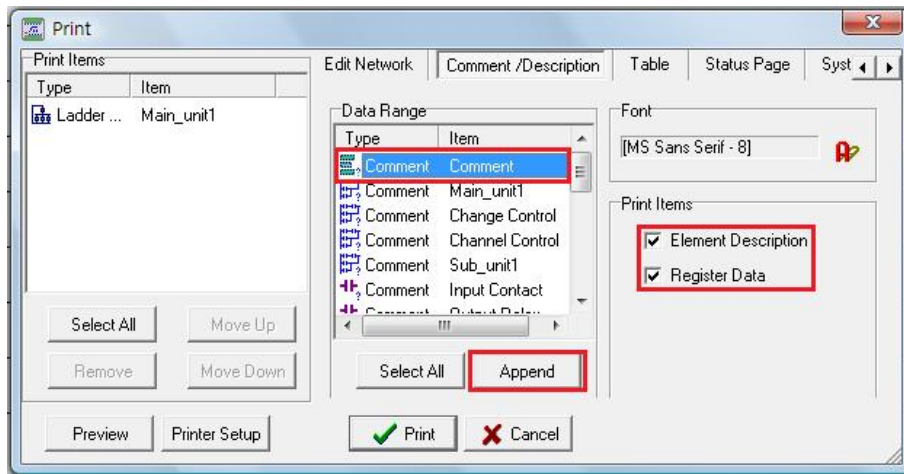 Print
Print Items
Type Item
Ladder ... Main_unit1
Select All Move Up
Remove Move Down
Edit Network Comment /Description Table Status Page Syst
Data Range
Type Item
Comment Comment
Comment Main_unit1
Comment Change Control
Comment Channel Control
Comment Sub_unit1
Comment Input Contact
Comment Output Relay
Select All Append
Font
[MS Sans Serif - 8]
Print Items
Element Description
Register Data
Preview Printer Setup Print Cancel